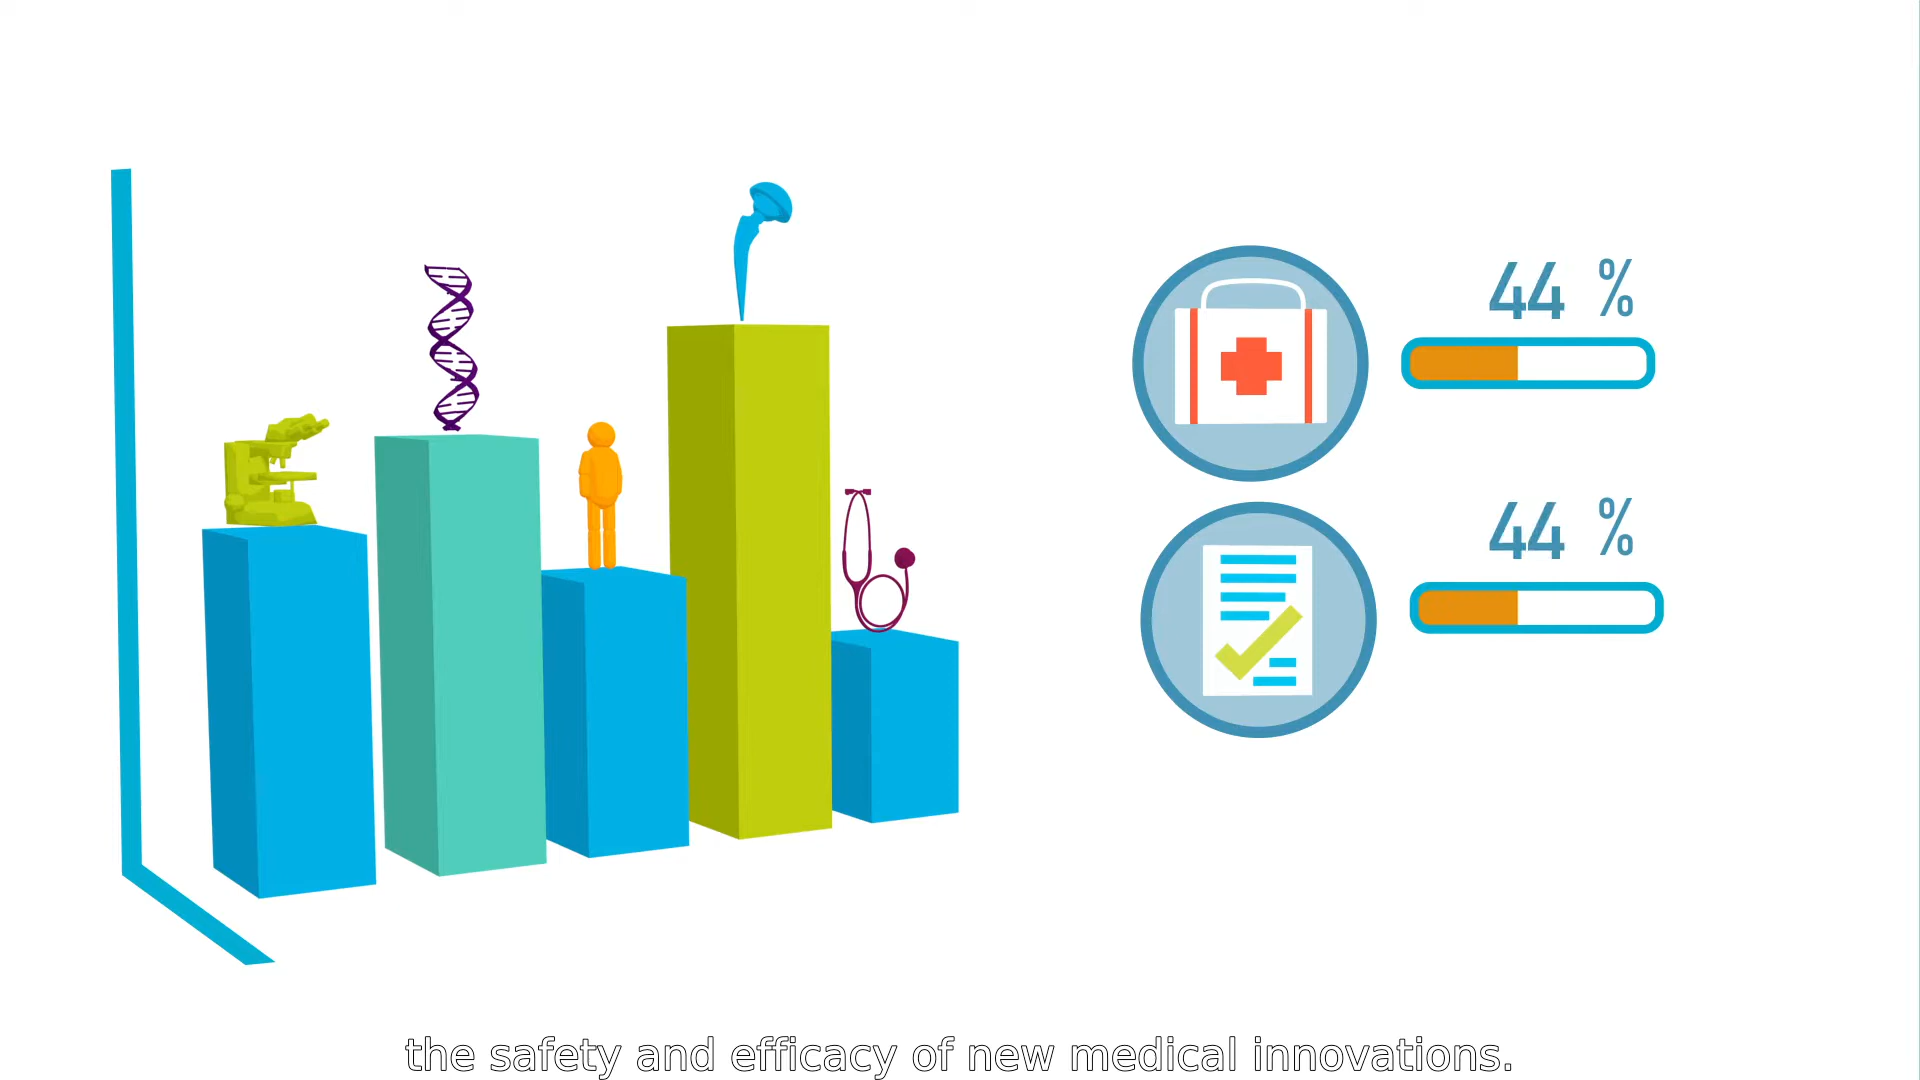 44 %
44 %
the safety and efficacy of new medical innovations.